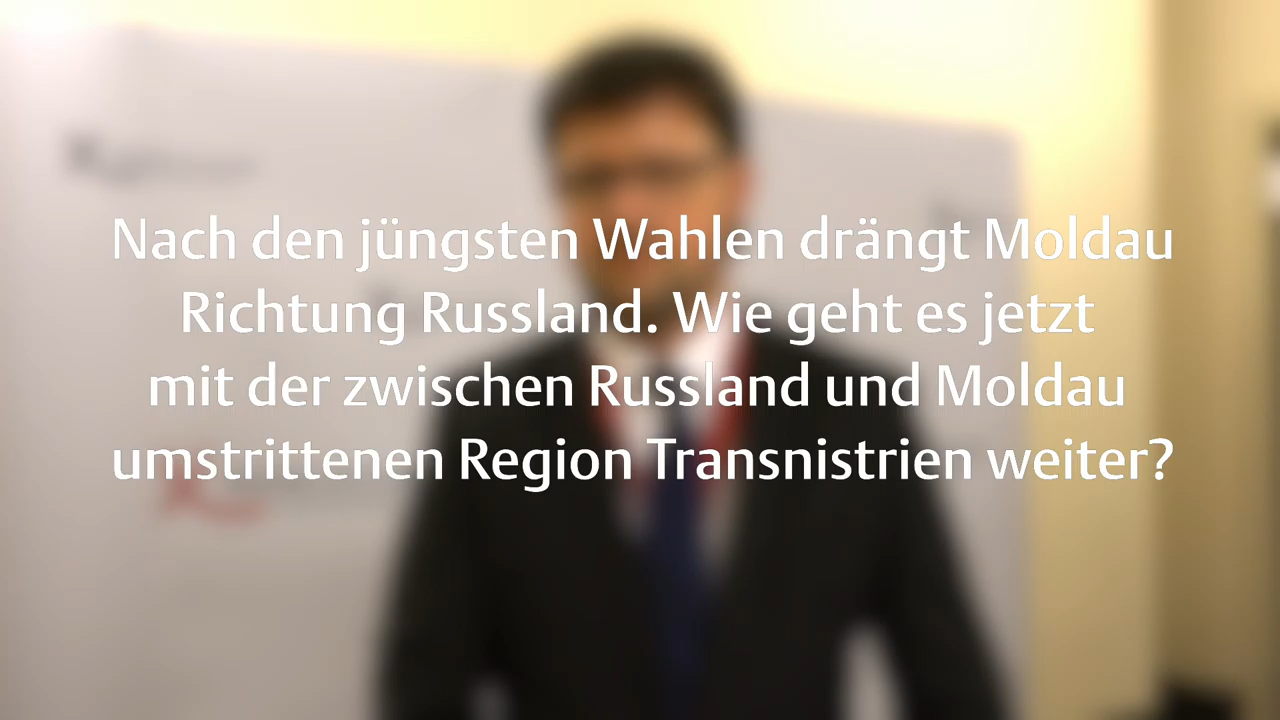 Nach den jüngsten Wahlen drängt Moldau
Richtung Russland. Wie geht es jetzt
mit der zwischen Russland und Moldau
umstrittenen Region Transnistrien weiter?